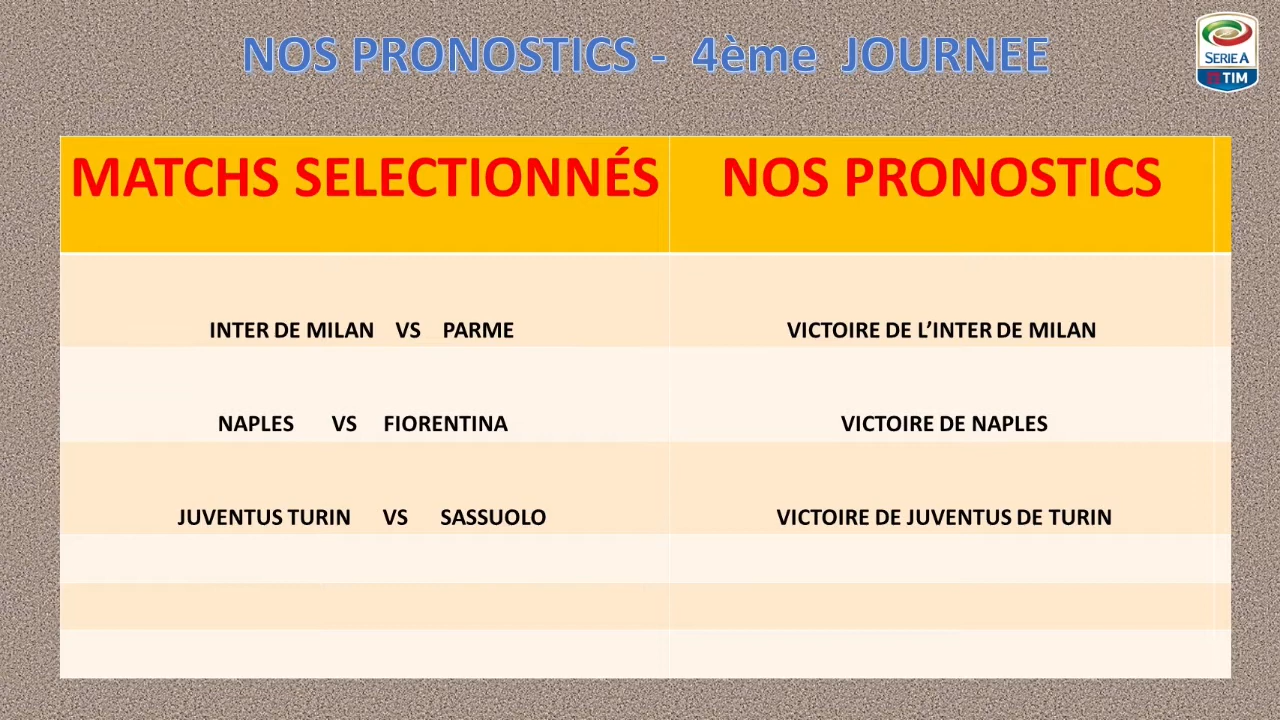 NOS PRONOSTICS - 4ème JOURNEE
SERIE A
TIM
MATCHS SELECTIONNÉS NOS PRONOSTICS
INTER DE MILAN VS PARME VICTOIRE DE L’INTER DE MILAN
NAPLES VS FIORENTINA VICTOIRE DE NAPLES
JUVENTUS TURIN VS SASSUOLO VICTOIRE DE JUVENTUS DE TURIN